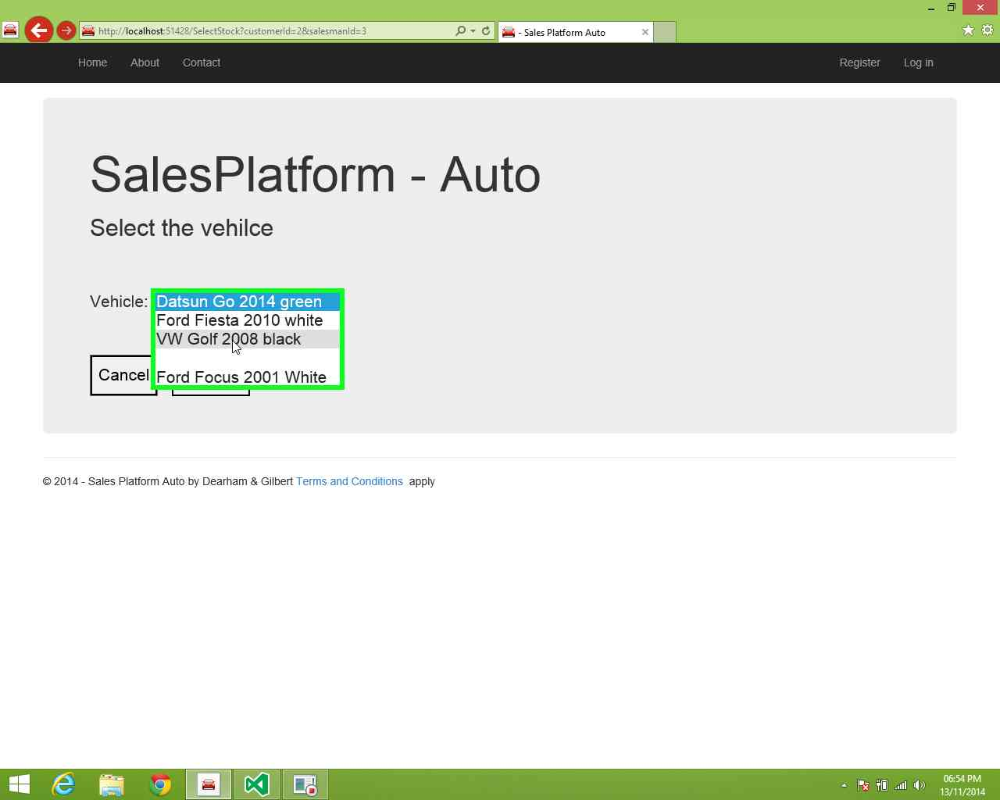 http://localhost:51428/SelectStock?customerId=2&salesmanId=3
- Sales Platform Auto
Home About Contact Register Log in
SalesPlatform - Auto
Select the vehilce
Vehicle: Datsun Go 2014 green
Ford Fiesta 2010 white
VW Golf 2008 black
Cancel
Ford Focus 2001 White
© 2014 - Sales Platform Auto by Dearham & Gilbert Terms and Conditions apply
06:54 PM
13/11/2014